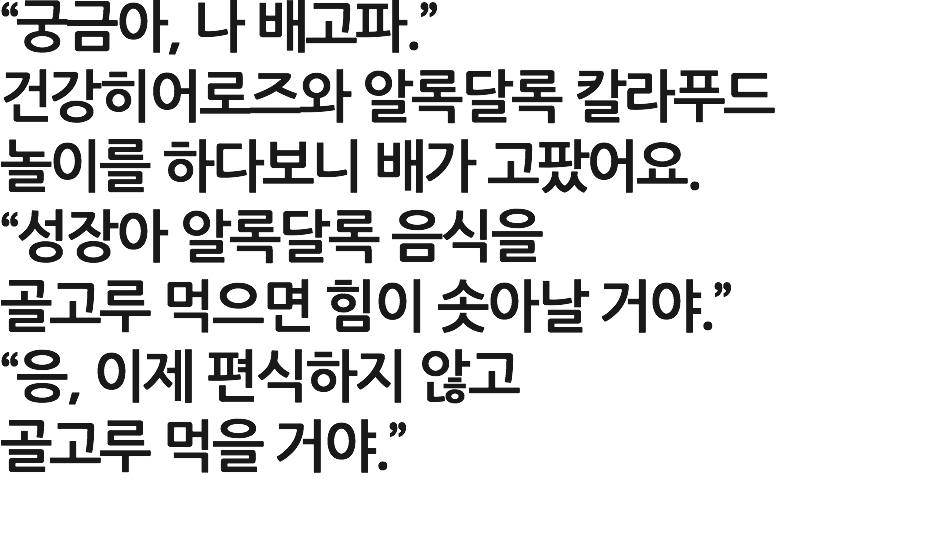 “궁금아, 나 배고파.”
건강히어로즈와 알록달록 칼라푸드
놀이를 하다보니 배가 고팠어요.
“성장아 알록달록 음식을
골고루 먹으면 힘이 솟아날 거야.”
“응, 이제 편식하지 않고
골고루 먹을 거야.”